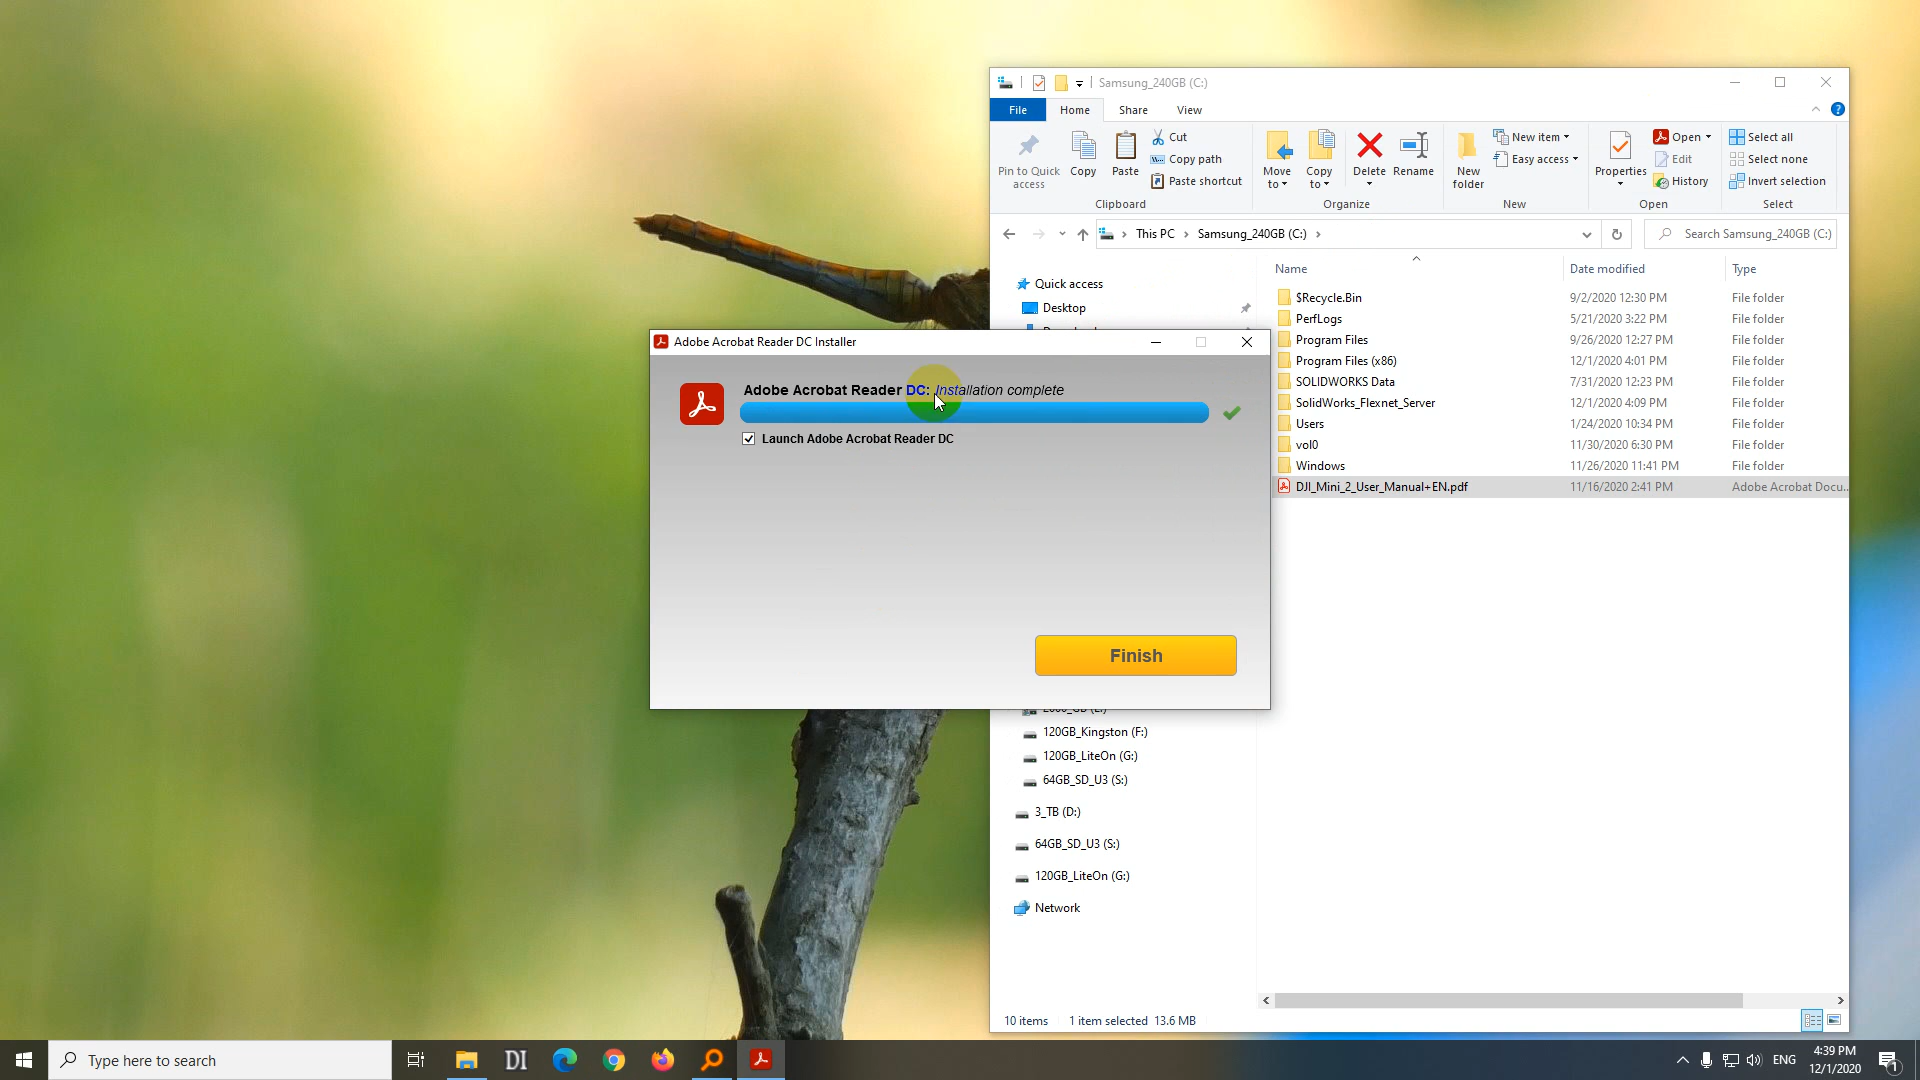 Samsung_240GB (C:)
File
Home
Share
View
Pin to Quick access
Copy
Paste
Cut
Copy path
Paste shortcut
Clipboard
Move to
Copy to
Delete
Rename
Organize
New folder
New item
Easy access
New
Properties
Open
Edit
History
Open
Select all
Select none
Invert selection
Select
This PC
Samsung_240GB (C:)
Search Samsung_240GB (C:)
Name
Date modified
Type
Quick access
Desktop
$Recycle.Bin 9/2/2020 12:30 PM File folder
PerfLogs 5/21/2020 3:22 PM File folder
Program Files 9/26/2020 12:27 PM File folder
Program Files (x86) 12/1/2020 4:01 PM File folder
SOLIDWORKS Data 7/31/2020 12:23 PM File folder
SolidWorks_Flexnet_Server 12/1/2020 4:09 PM File folder
Users 1/24/2020 10:34 PM File folder
vol0 11/30/2020 6:30 PM File folder
Windows 11/26/2020 11:41 PM File folder
DJI_Mini_2_User_Manual+EN.pdf 11/16/2020 2:41 PM Adobe Acrobat Docu...
Adobe Acrobat Reader DC Installer
Adobe Acrobat Reader DC: Installation complete
Launch Adobe Acrobat Reader DC
Finish
120GB_Kingston (F:)
120GB_LiteOn (G:)
64GB_SD_U3 (S:)
3_TB (D:)
64GB_SD_U3 (S:)
120GB_LiteOn (G:)
Network
10 items 1 item selected 13.6 MB
Type here to search
DI
ENG
4:39 PM
12/1/2020
1